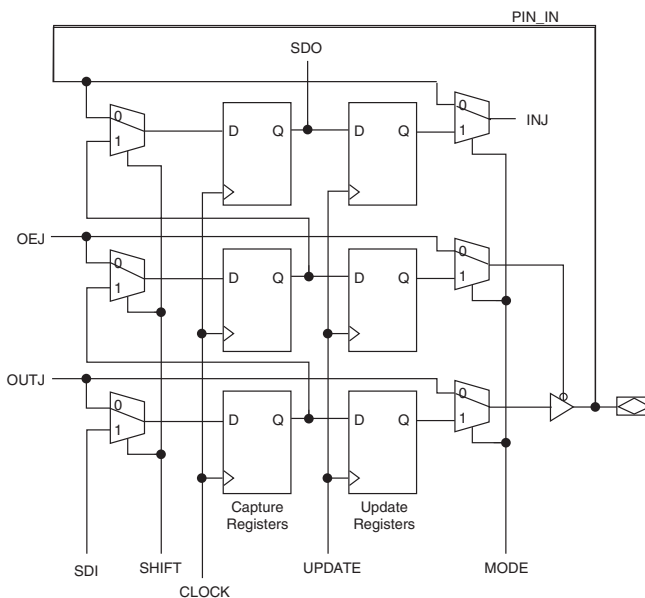 PIN_IN
SDO
0
1
D Q
D Q
0
1
INJ
OEJ
0
1
D Q
D Q
0
1
OUTJ
0
1
D Q
D Q
0
1
Capture
Registers
Update
Registers
SDI
SHIFT
CLOCK
UPDATE
MODE